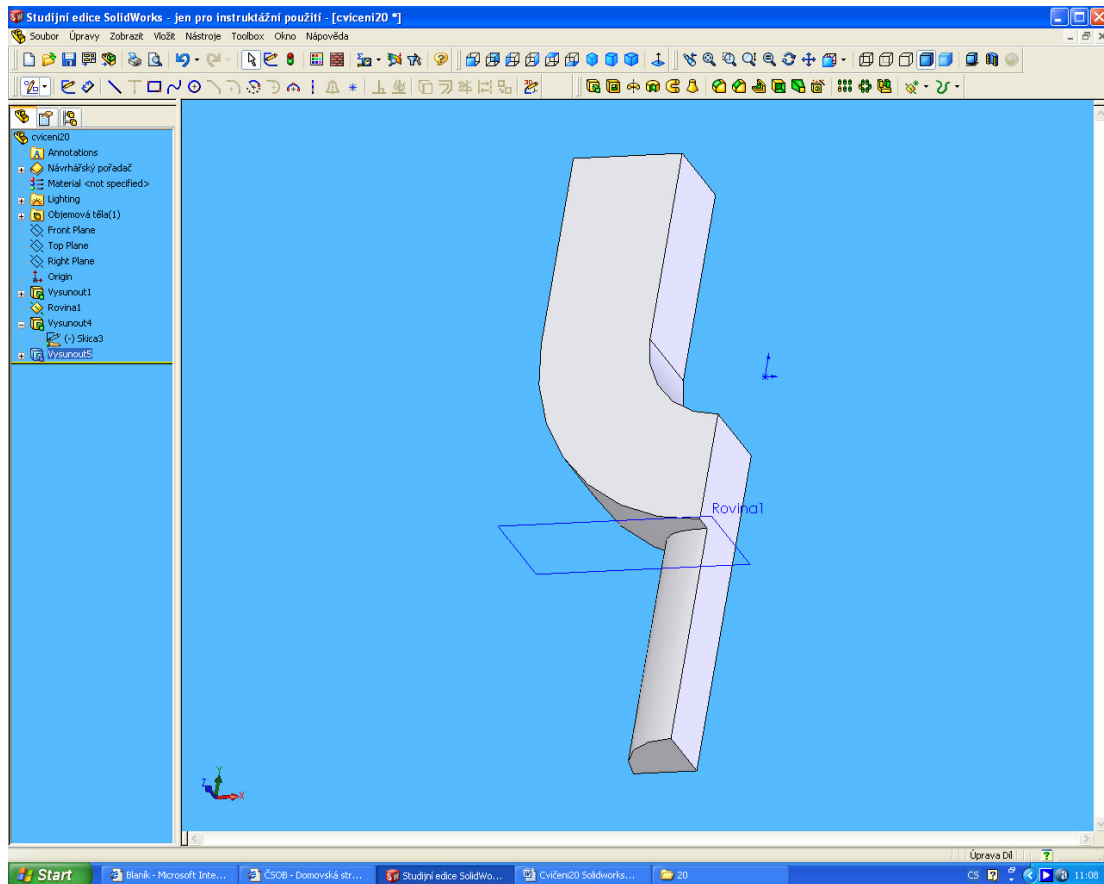 Studijní edice SolidWorks - jen pro instruktážní použití - [cviceni20 *]
Soubor Úpravy Zobrazit Vložit Nástroje Toolbox Okno Nápověda
cviceni20
Annotations
Návrhářský pořadač
Material <not specified>
Lighting
Objemová těla(1)
Front Plane
Top Plane
Right Plane
Origin
Vysunout1
Rovina1
Vysunout4
(-) Skica3
Vysunout5
Rovina1
Y
Z
X
Úprava Díl
Start
Blaník - Microsoft Inte...
ČSOB - Domovská str...
Studijní edice SolidWo...
Cvičení20 Solidworks...
20
CS
11:08